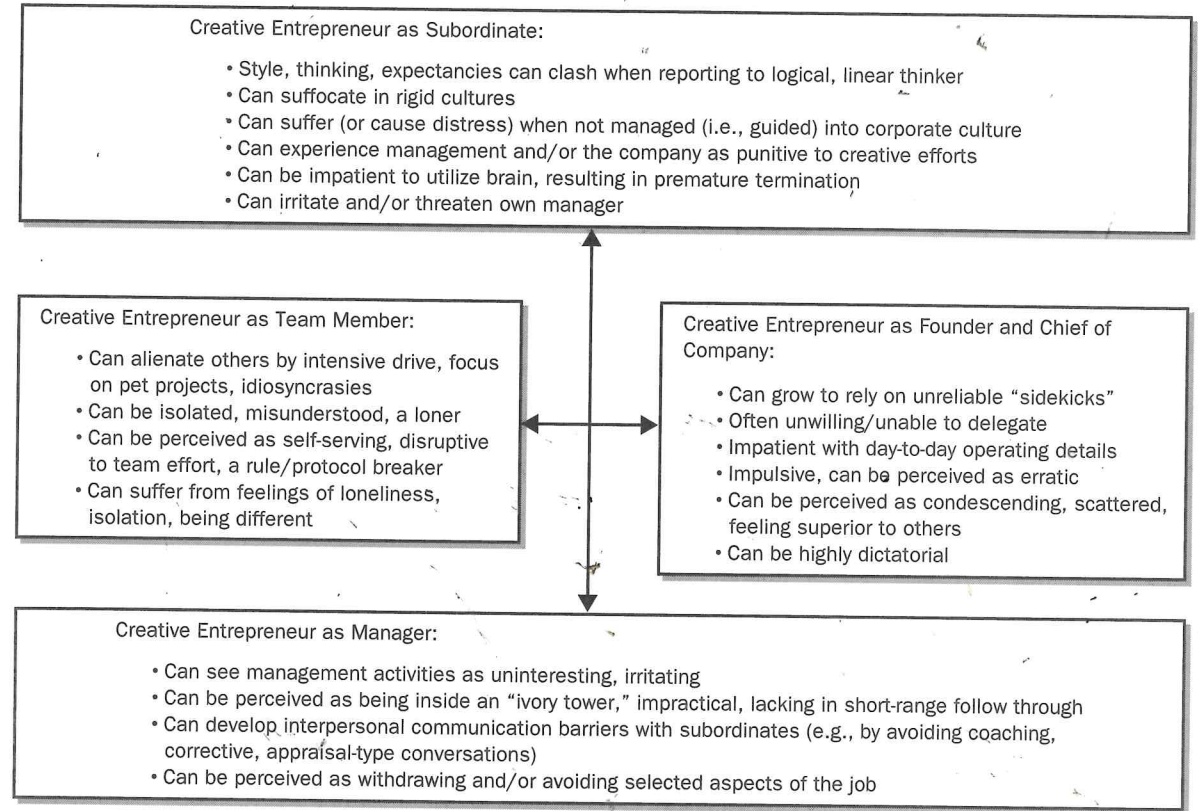 Creative Entrepreneur as Subordinate:
• Style, thinking, expectancies can clash when reporting to logical, linear thinker
• Can suffocate in rigid cultures
• Can suffer (or cause distress) when not managed (i.e., guided) into corporate culture
• Can experience management and/or the company as punitive to creative efforts
• Can be impatient to utilize brain, resulting in premature termination
• Can irritate and/or threaten own manager
Creative Entrepreneur as Team Member:
• Can alienate others by intensive drive, focus
on pet projects, idiosyncrasies
• Can be isolated, misunderstood, a loner
• Can be perceived as self-serving, disruptive
to team effort, a rule/protocol breaker
• Can suffer from feelings of loneliness,
isolation, being different
Creative Entrepreneur as Founder and Chief of
Company:
• Can grow to rely on unreliable “sidekicks”
• Often unwilling/unable to delegate
• Impatient with day-to-day operating details
• Impulsive, can be perceived as erratic
• Can be perceived as condescending, scattered,
feeling superior to others
• Can be highly dictatorial
Creative Entrepreneur as Manager:
• Can see management activities as uninteresting, irritating
• Can be perceived as being inside an “ivory tower,” impractical, lacking in short-range follow through
• Can develop interpersonal communication barriers with subordinates (e.g., by avoiding coaching,
corrective, appraisal-type conversations)
• Can be perceived as withdrawing and/or avoiding selected aspects of the job